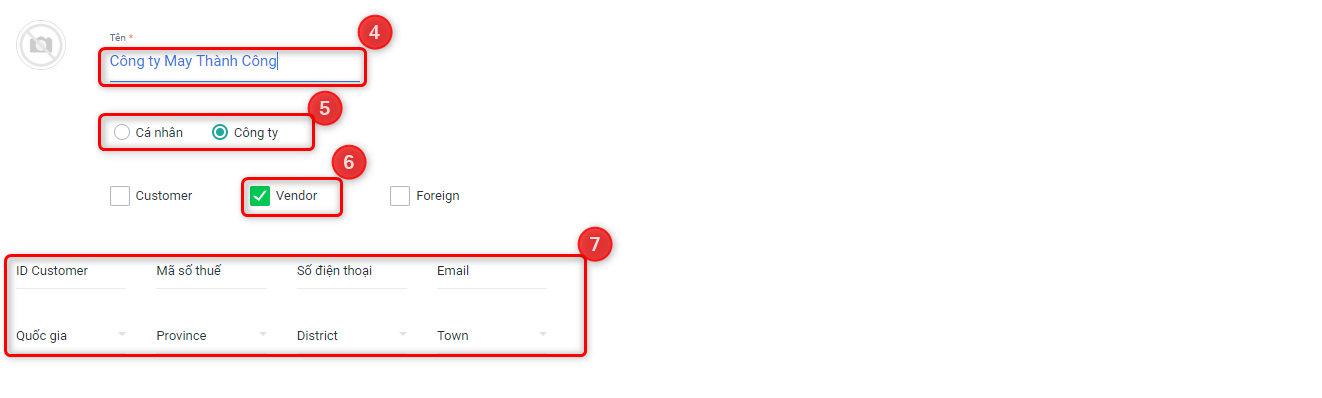 4
Tên *
Công ty May Thành Công
5
Cá nhân Công ty
6
Customer Vendor Foreign
7
ID Customer Mã số thuế Số điện thoại Email
Quốc gia Province District Town